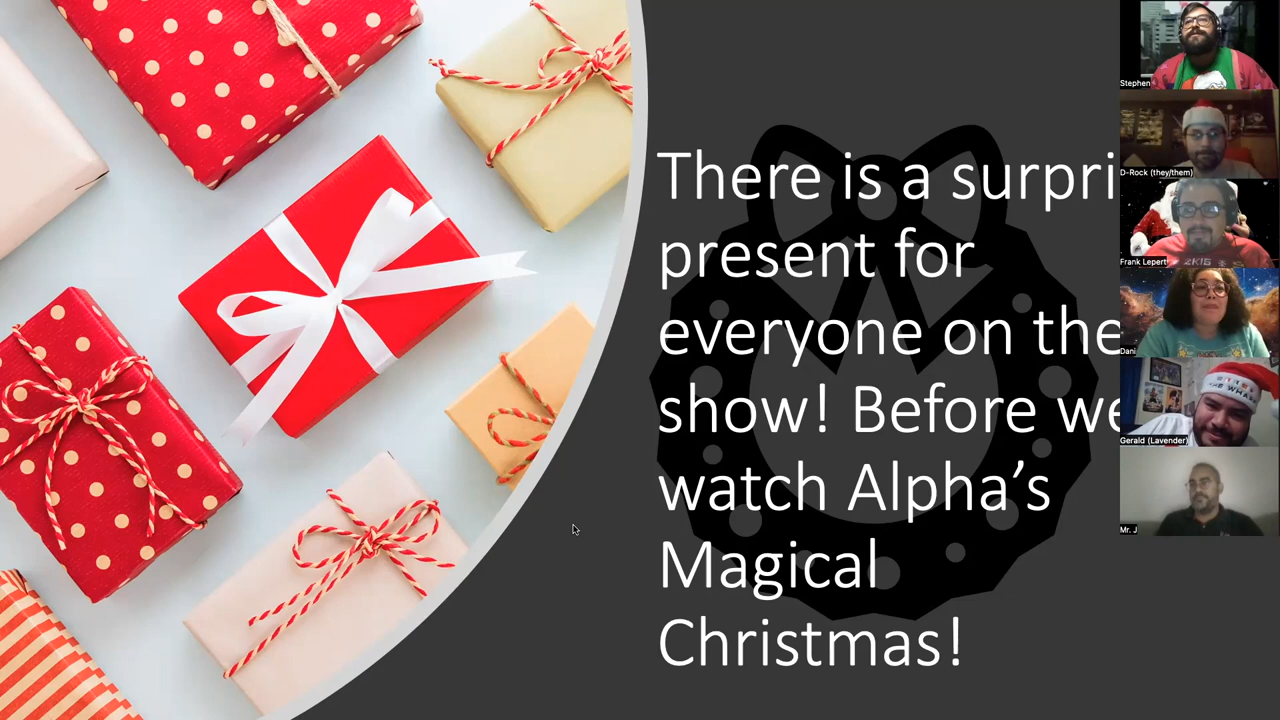 There is a surpri
present for
everyone on the
show! Before we
watch Alpha’s
Magical
Christmas!
Stephen
D-Rock (they/them)
Frank Lepert
Dani
Gerald (Lavender)
Mr. J